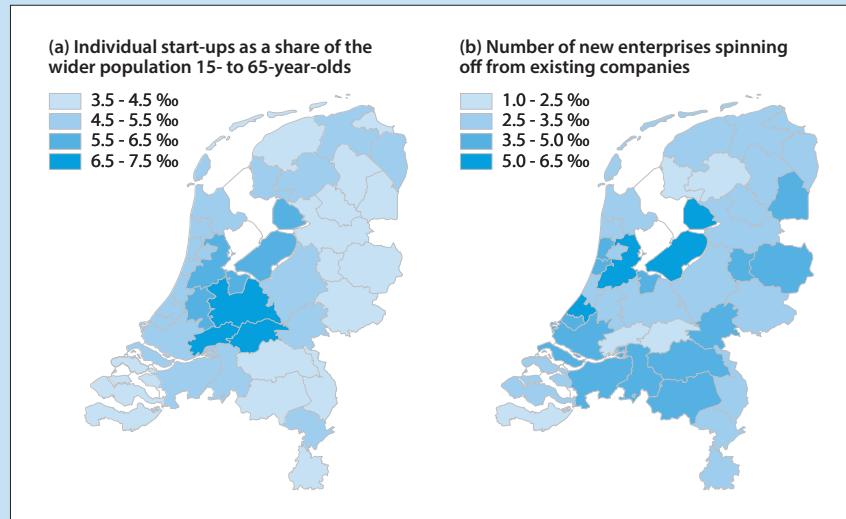 (a) Individual start-ups as a share of the
wider population 15- to 65-year-olds
3.5 - 4.5 ‰
4.5 - 5.5 ‰
5.5 - 6.5 ‰
6.5 - 7.5 ‰
(b) Number of new enterprises spinning
off from existing companies
1.0 - 2.5 ‰
2.5 - 3.5 ‰
3.5 - 5.0 ‰
5.0 - 6.5 ‰